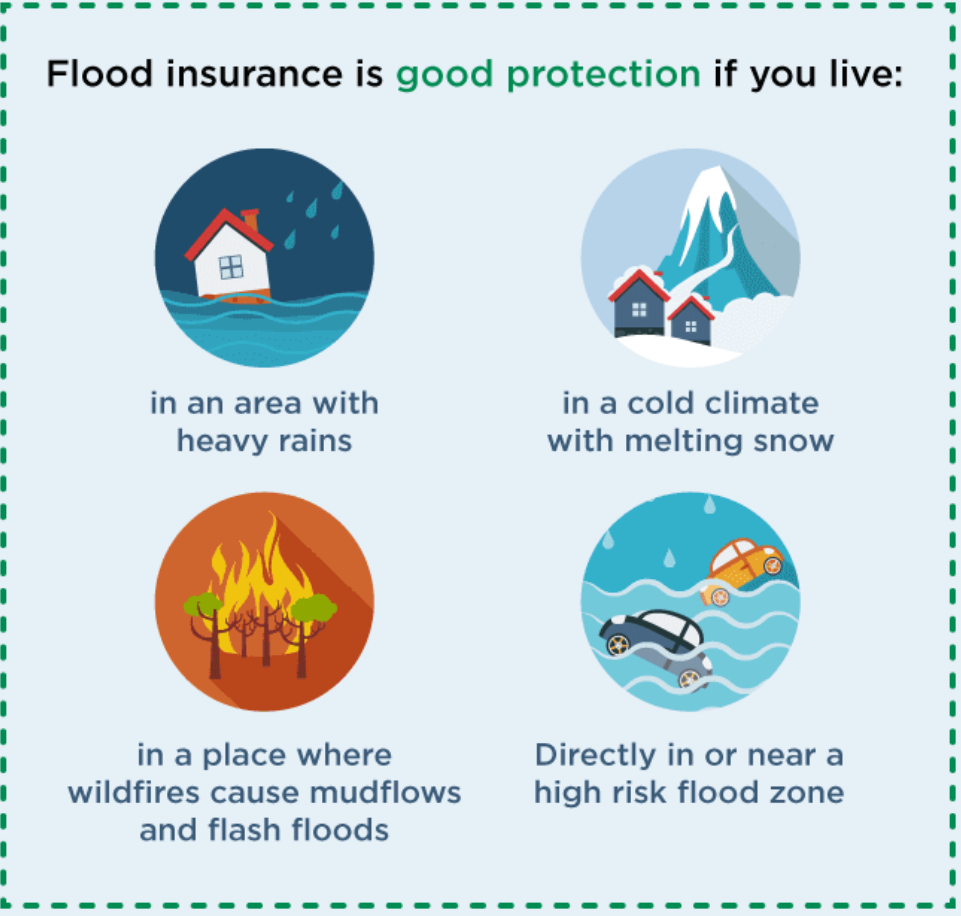 Flood insurance is good protection if you live:
in an area with
heavy rains
in a cold climate
with melting snow
in a place where
wildfires cause mudflows
and flash floods
Directly in or near a
high risk flood zone